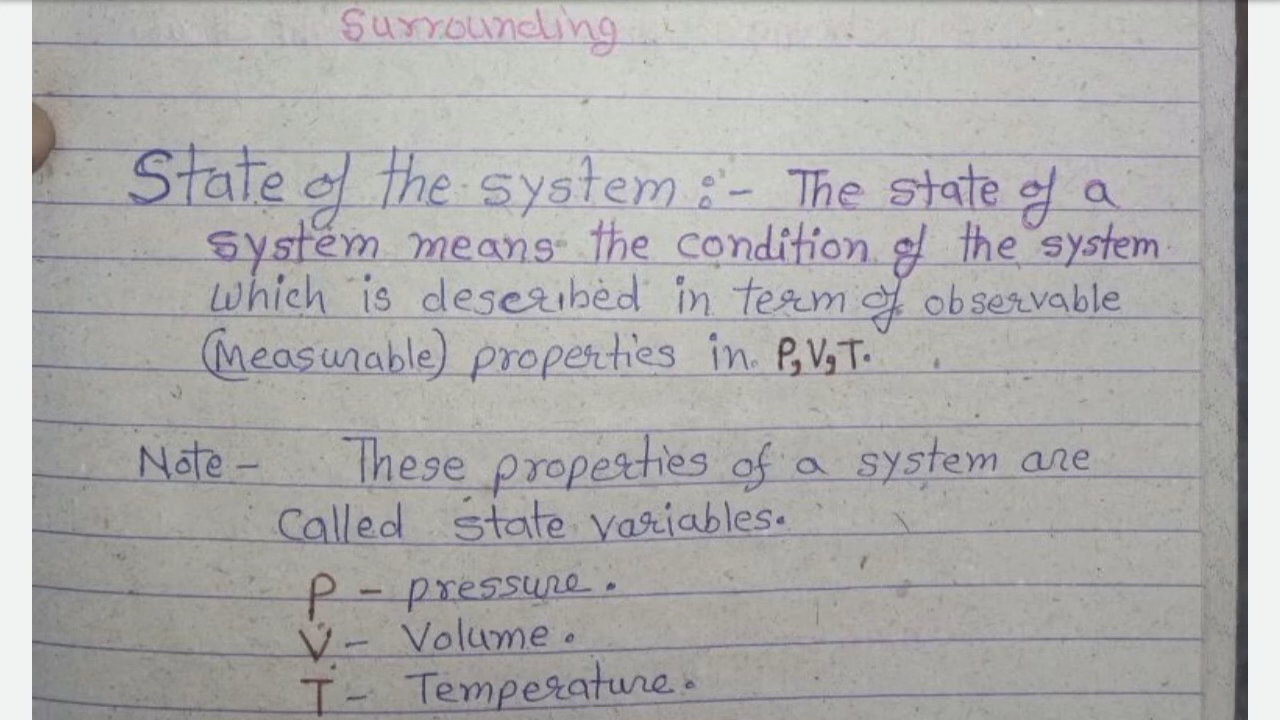 Surrounding
State of the system :- The state of a
system means the condition of the system
which is described in term of observable
(Measurable) properties in P, V, T.
Note - These properties of a system are
Called state variables.
P - pressure.
V - Volume.
T - Temperature.